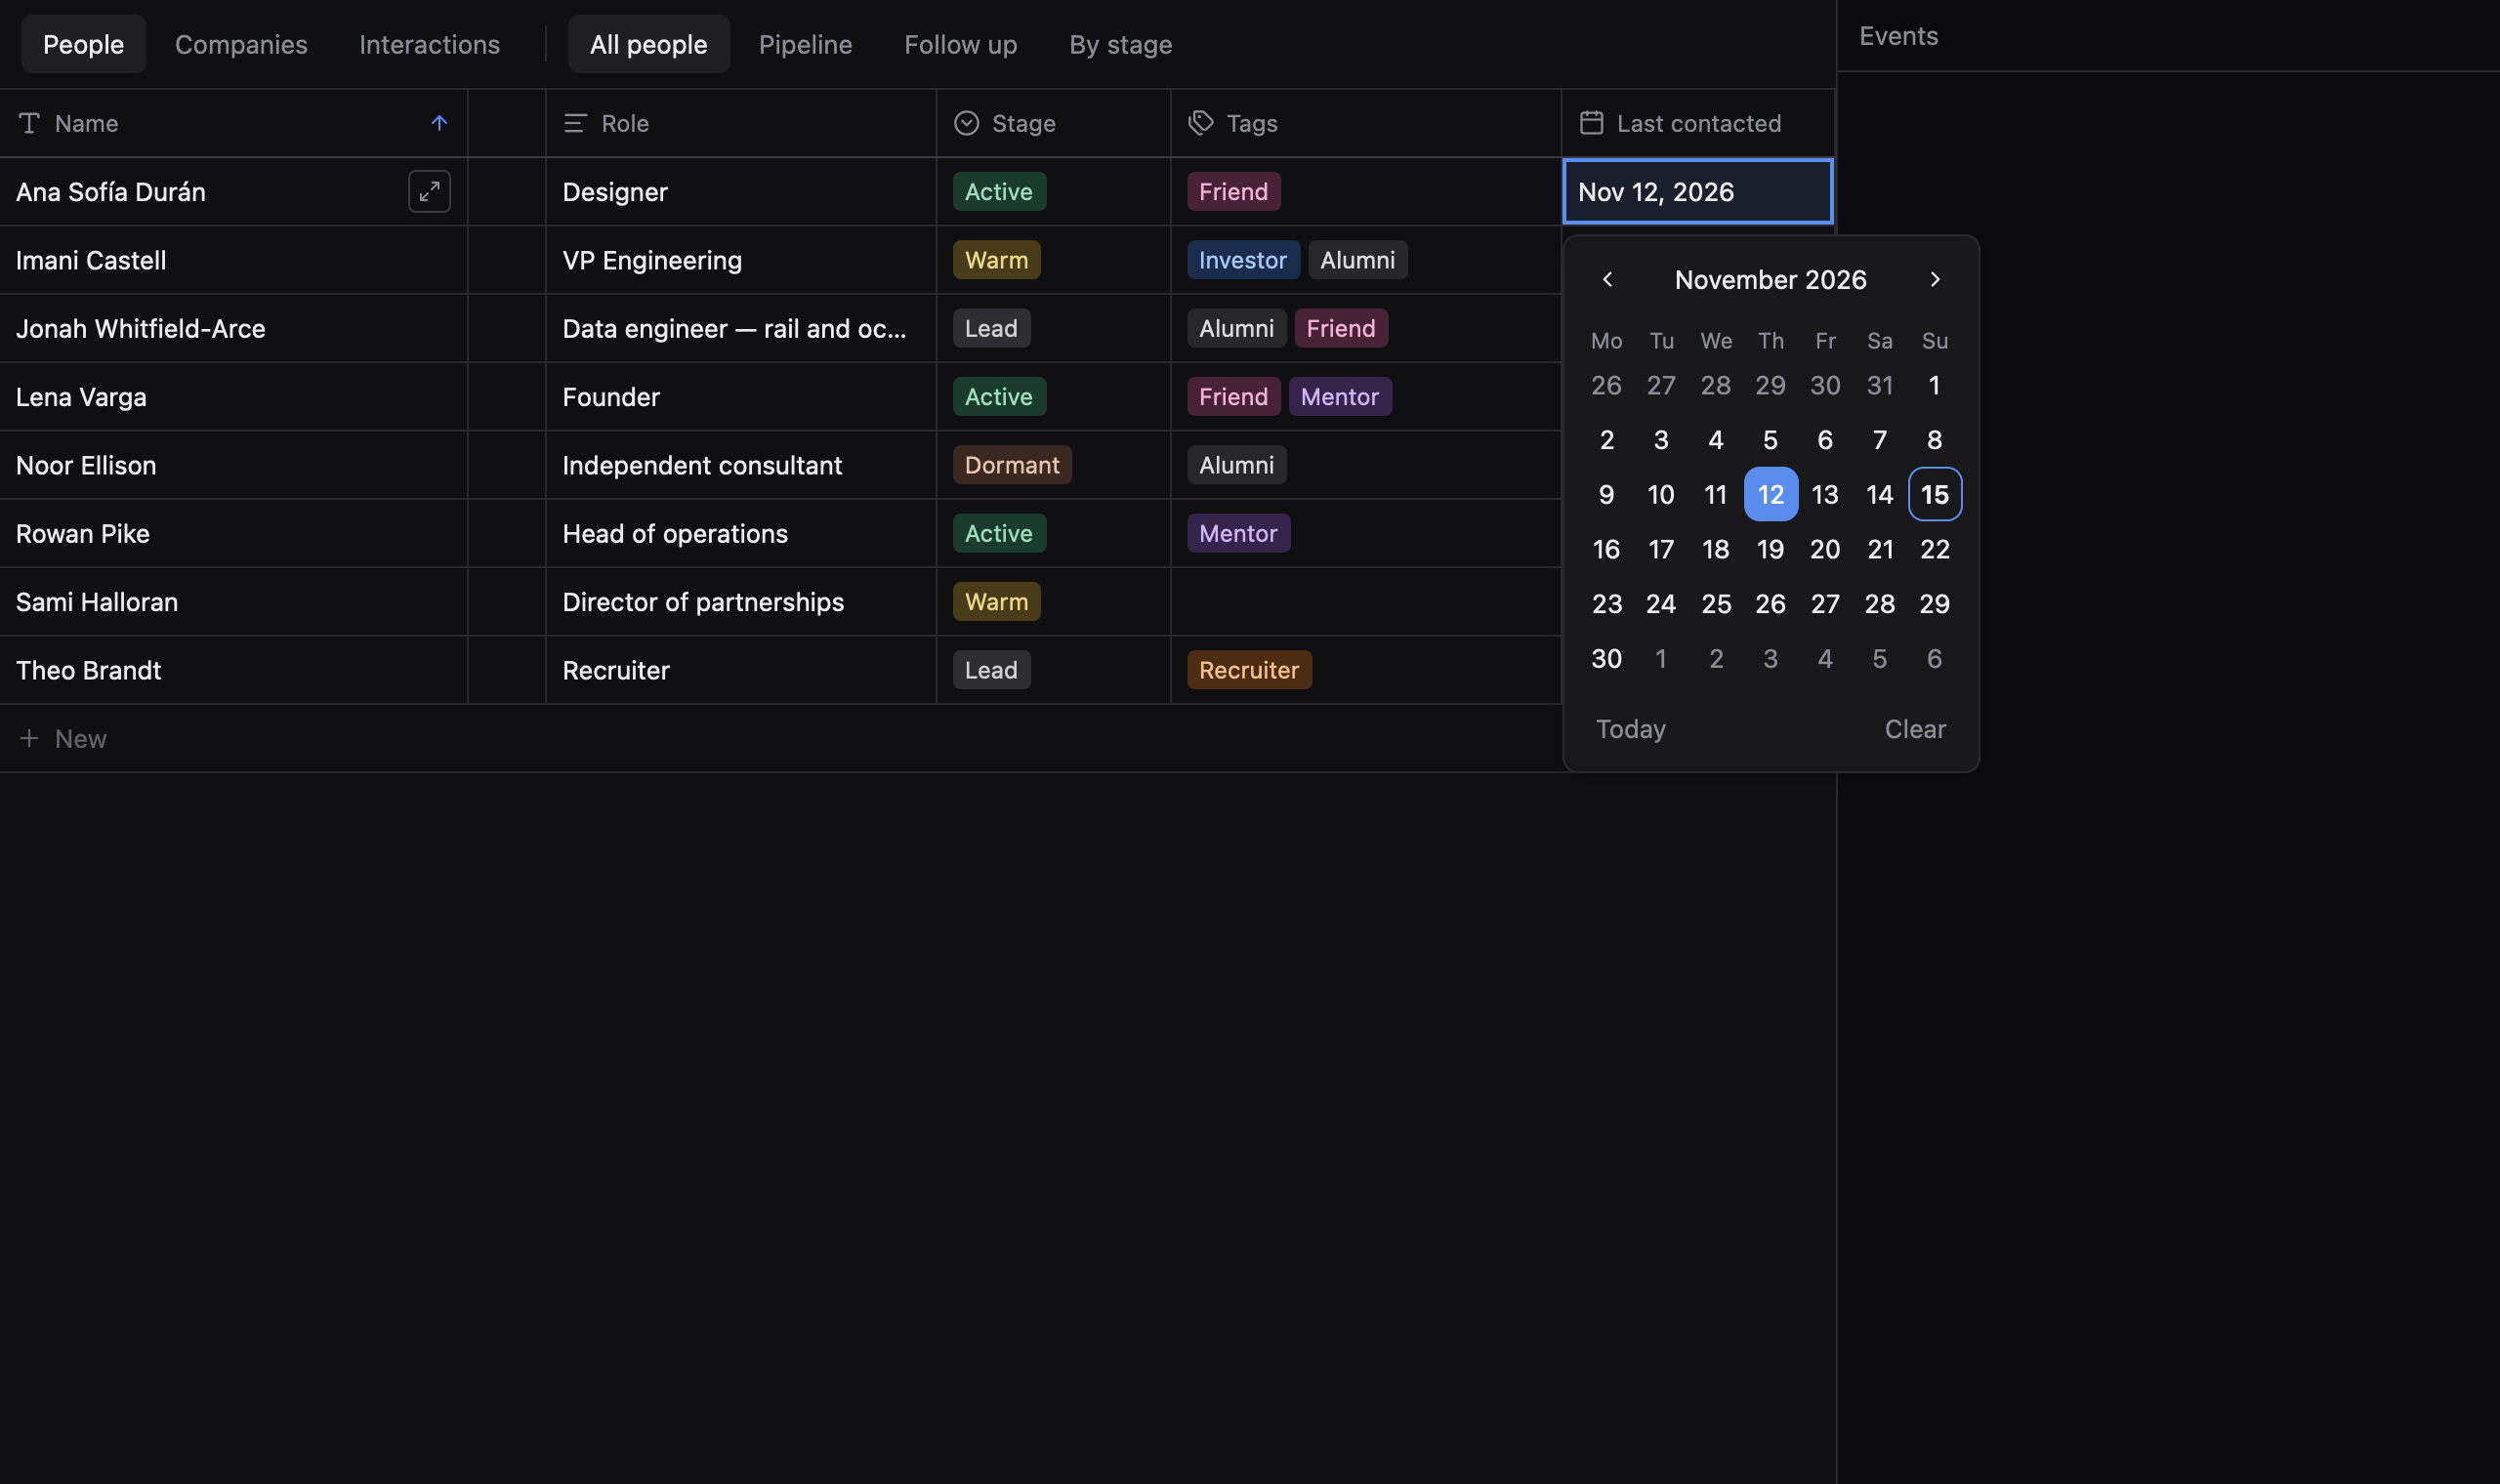 People Companies Interactions All people Pipeline Follow up By stage
Events
Name Role Stage Tags Last contacted
Ana Sofía Durán Designer Active Friend Nov 12, 2026
Imani Castell VP Engineering Warm Investor Alumni
Jonah Whitfield-Arce Data engineer — rail and oc... Lead Alumni Friend
Lena Varga Founder Active Friend Mentor
Noor Ellison Independent consultant Dormant Alumni
Rowan Pike Head of operations Active Mentor
Sami Halloran Director of partnerships Warm
Theo Brandt Recruiter Lead Recruiter
New
November 2026
Mo Tu We Th Fr Sa Su
26 27 28 29 30 31 1
2 3 4 5 6 7 8
9 10 11 12 13 14 15
16 17 18 19 20 21 22
23 24 25 26 27 28 29
30 1 2 3 4 5 6
Today Clear